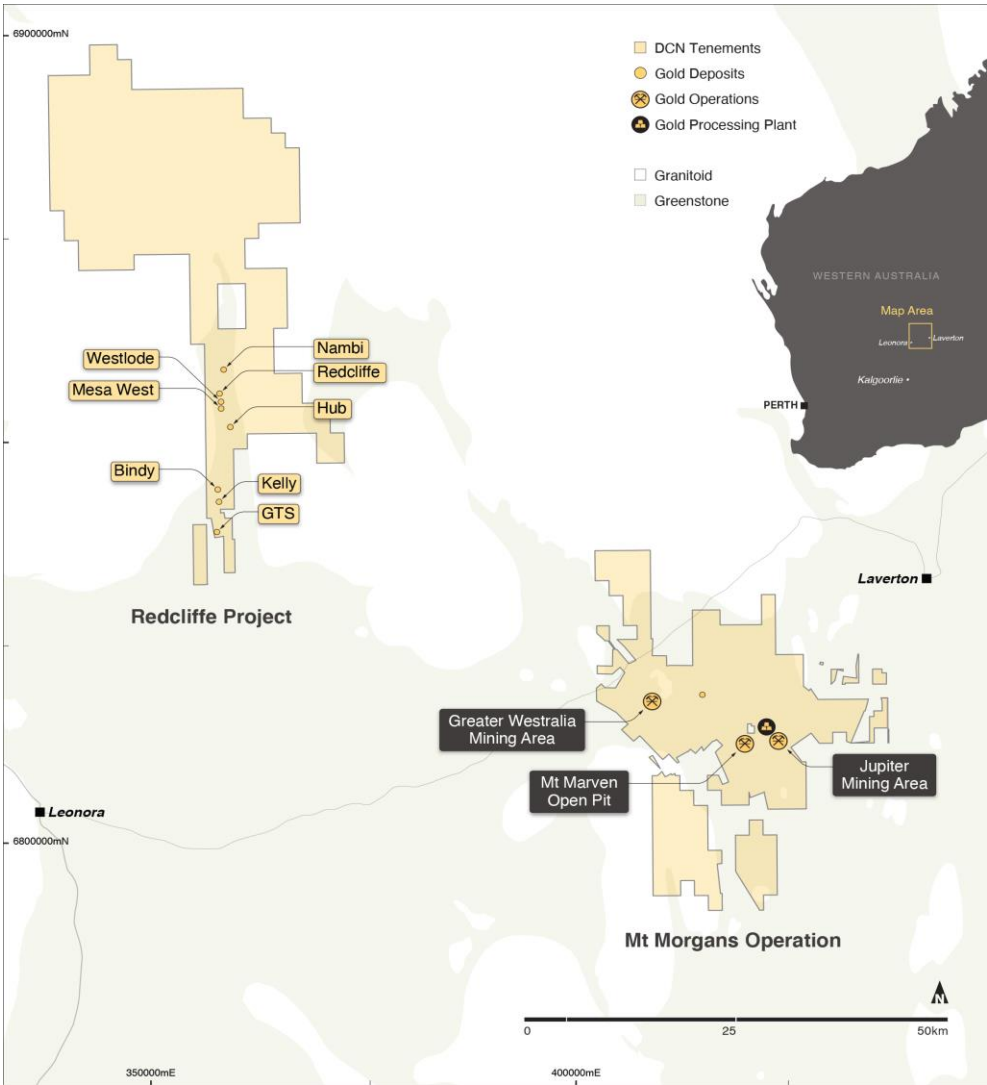 6900000mN
DCN Tenements
Gold Deposits
Gold Operations
Gold Processing Plant
Granitoid
Greenstone
WESTERN AUSTRALIA
Map Area
Leonora
Laverton
Kalgoorlie
PERTH
Nambi
Westlode
Redcliffe
Mesa West
Hub
Bindy
Kelly
GTS
Redcliffe Project
Laverton
Greater Westralia
Mining Area
Mt Marven
Open Pit
Jupiter
Mining Area
Leonora
6800000mN
Mt Morgans Operation
N
0
25
50km
350000mE
400000mE